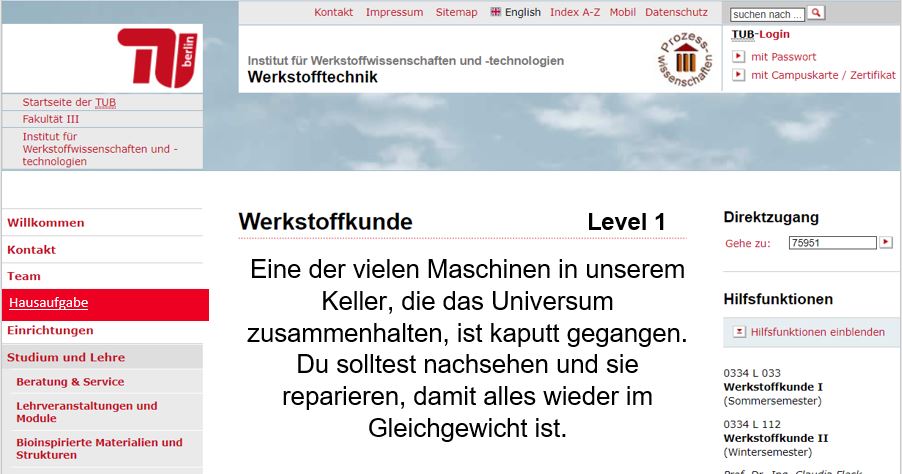 Kontakt Impressum Sitemap English Index A-Z Mobil Datenschutz
suchen nach ...
TUB-Login
mit Passwort
mit Campuskarte / Zertifikat
berlin
Institut für Werkstoffwissenschaften und -technologien
Werkstofftechnik
Prozess-
wissenschaften
Startseite der TUB
Fakultät III
Institut für
Werkstoffwissenschaften und -
technologien
Willkommen
Kontakt
Team
Hausaufgabe
Einrichtungen
Studium und Lehre
Beratung & Service
Lehrveranstaltungen und
Module
Bioinspirierte Materialien und
Strukturen
Werkstoffkunde Level 1
Eine der vielen Maschinen in unserem
Keller, die das Universum
zusammenhalten, ist kaputt gegangen.
Du solltest nachsehen und sie
reparieren, damit alles wieder im
Gleichgewicht ist.
Direktzugang
Gehe zu: 75951
Hilfsfunktionen
Hilfsfunktionen einblenden
0334 L 033
Werkstoffkunde I
(Sommersemester)
0334 L 112
Werkstoffkunde II
(Wintersemester)
Prof. Dr.-Ing. Claudia Fleck